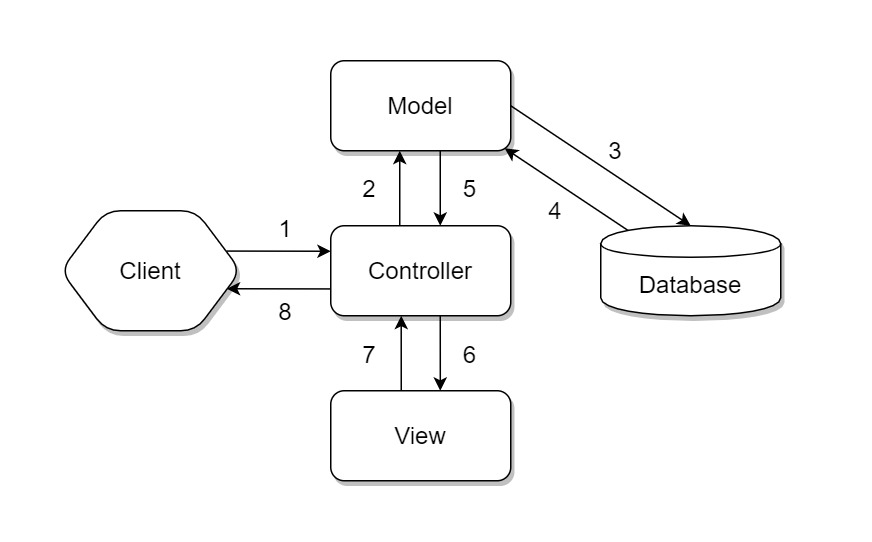 Model
3
2
5
4
1
Client
Controller
Database
8
7
6
View